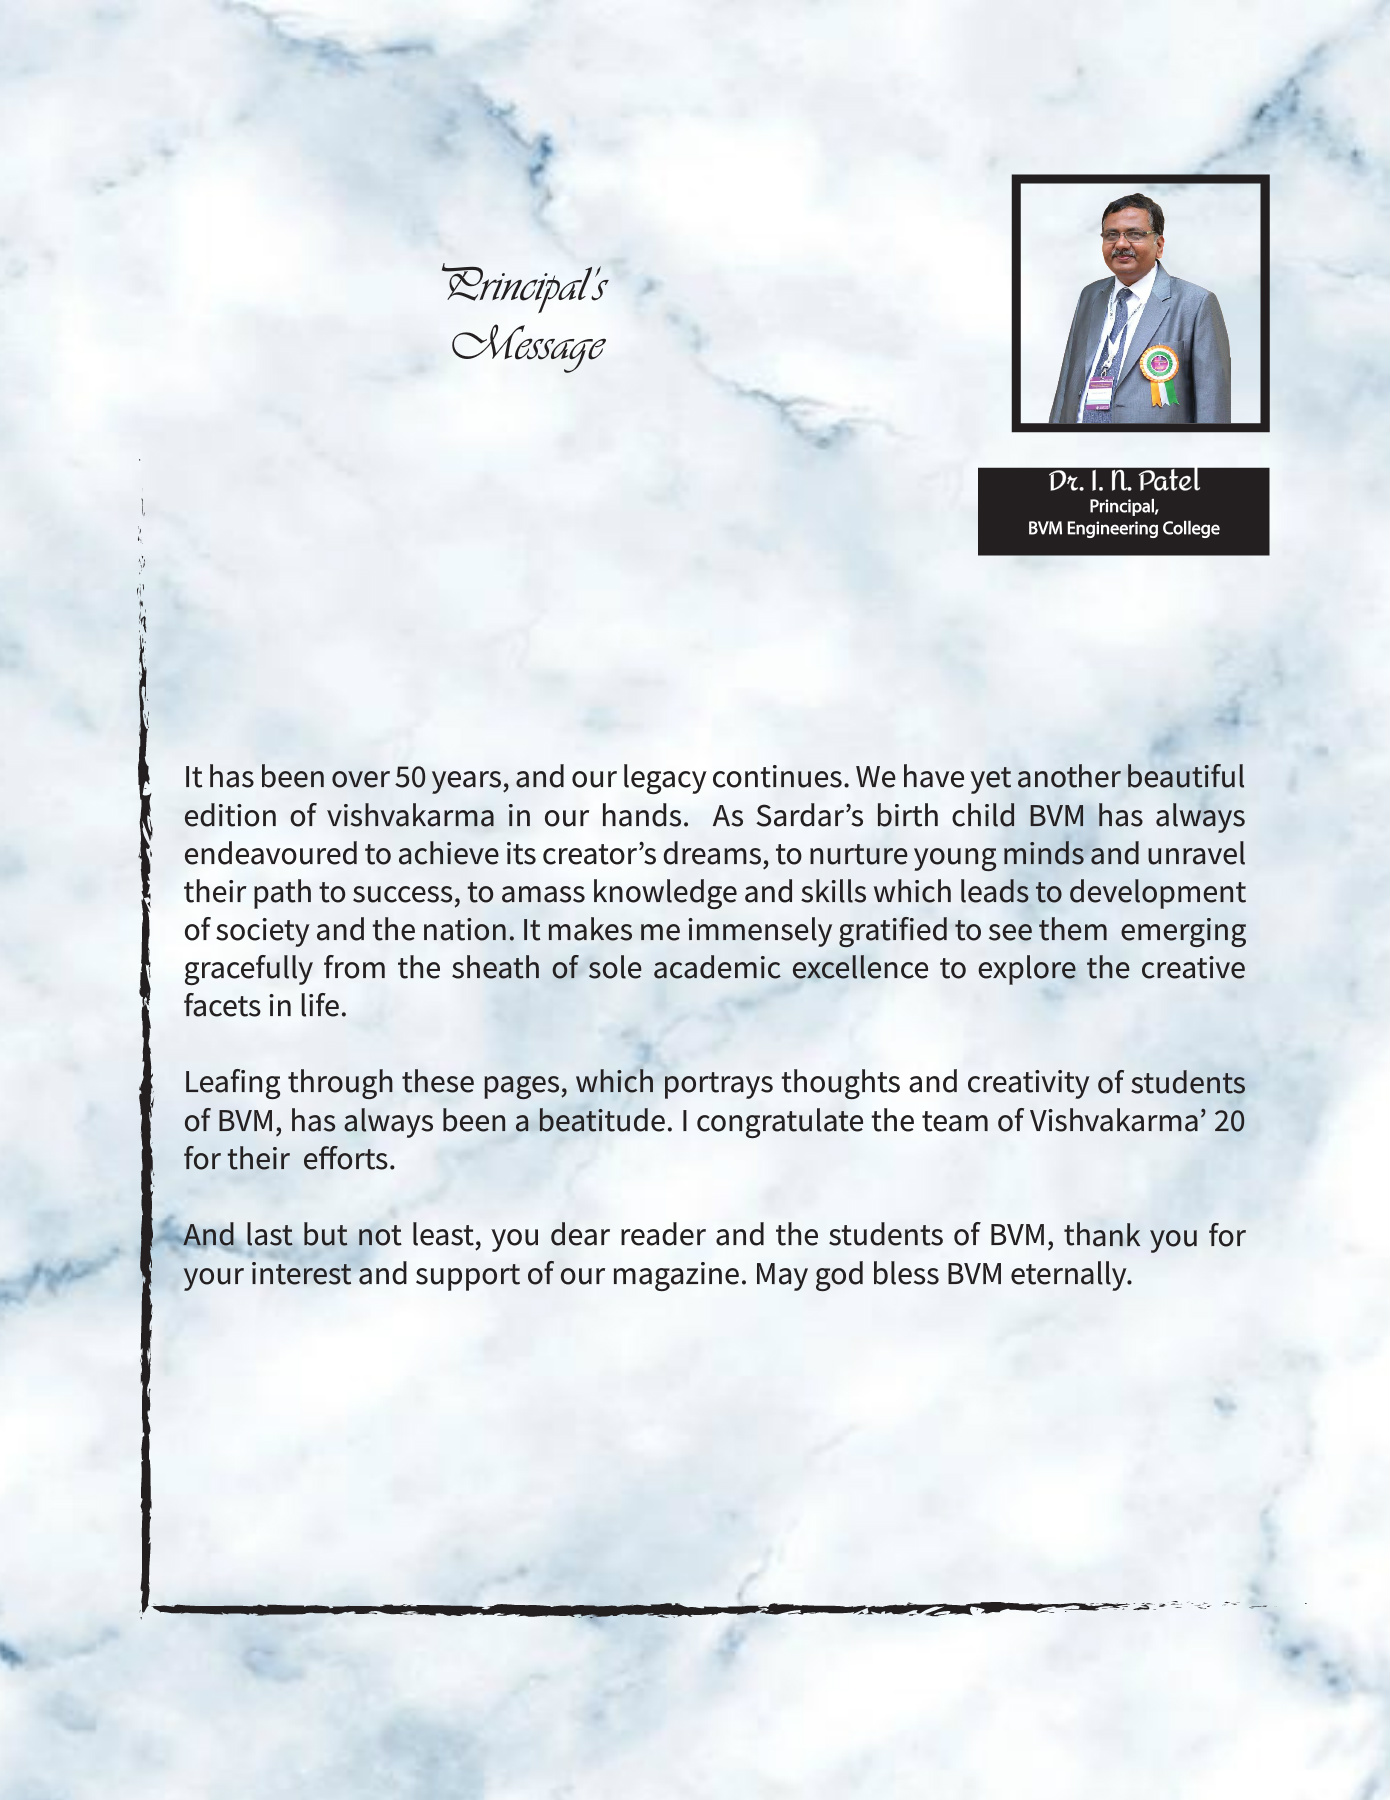 Principal's
Message
Dr. I. N. Patel
Principal,
BVM Engineering College
It has been over 50 years, and our legacy continues. We have yet another beautiful
edition of vishvakarma in our hands.  As Sardar’s birth child BVM has always
endeavoured to achieve its creator’s dreams, to nurture young minds and unravel
their path to success, to amass knowledge and skills which leads to development
of society and the nation. It makes me immensely gratified to see them  emerging
gracefully from the sheath of sole academic excellence to explore the creative
facets in life.
Leafing through these pages, which portrays thoughts and creativity of students
of BVM, has always been a beatitude. I congratulate the team of Vishvakarma’ 20
for their  efforts.
And last but not least, you dear reader and the students of BVM, thank you for
your interest and support of our magazine. May god bless BVM eternally.